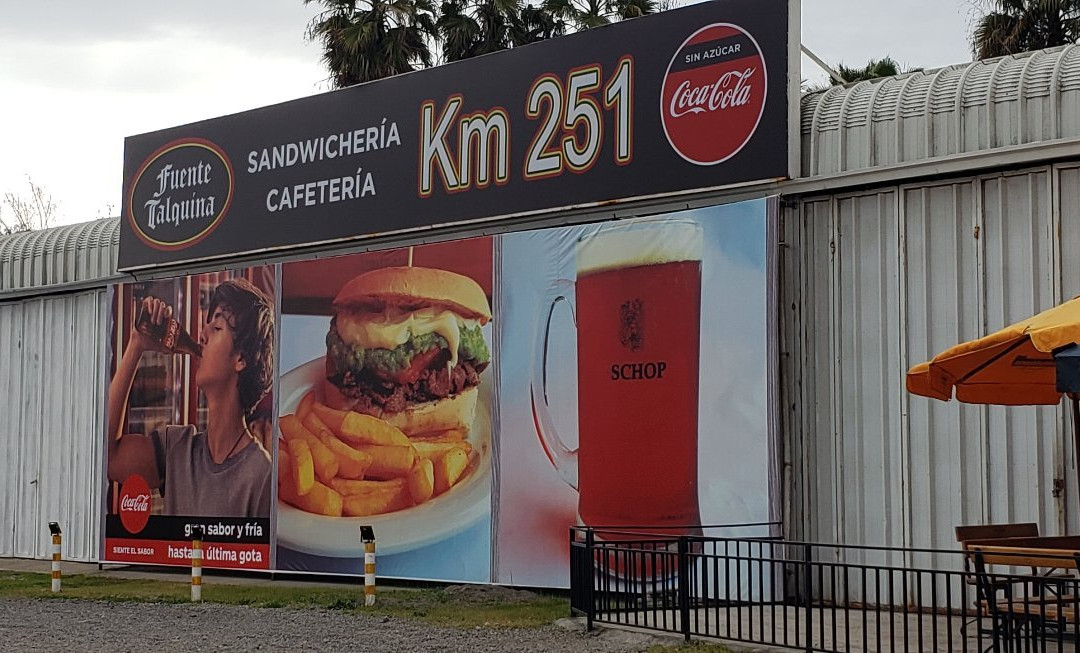 Fuente
Talquina
SANDWICHERÍA
CAFETERÍA
Km 251
SIN AZÚCAR
Coca-Cola
SCHOP
Coca-Cola
gran sabor y fría
SIENTE EL SABOR
hasta la última gota